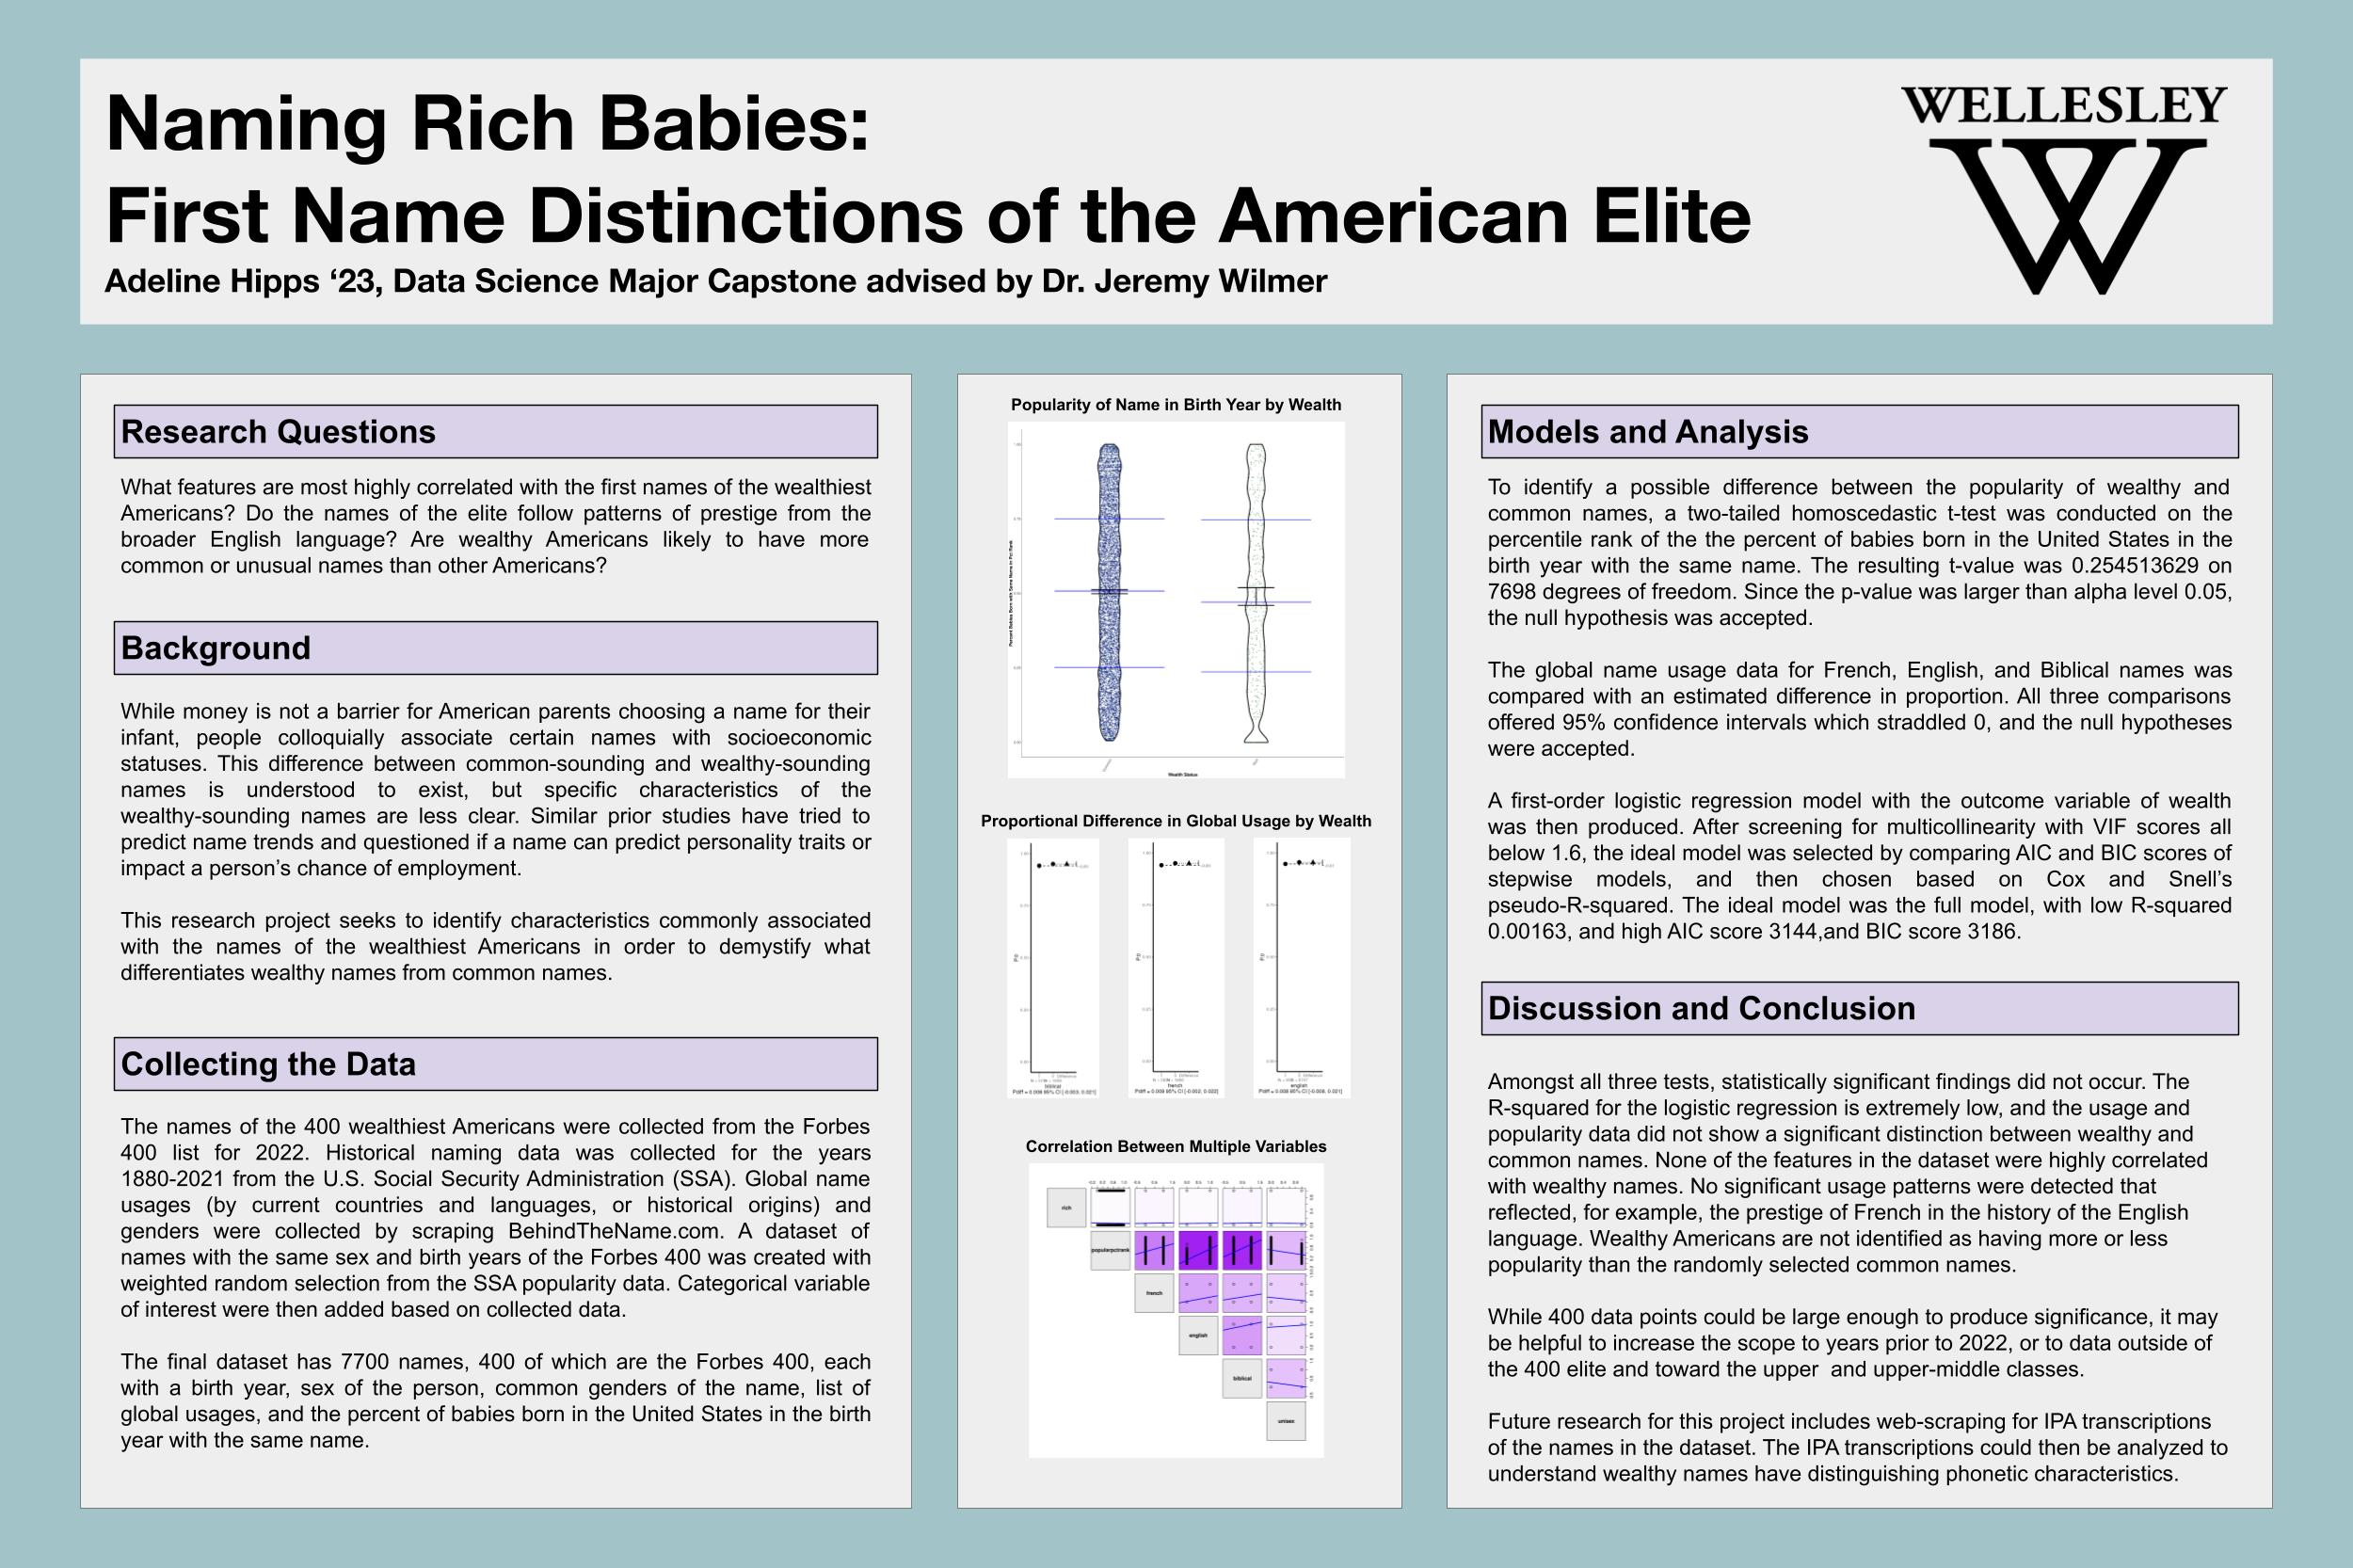 Naming Rich Babies:
First Name Distinctions of the American Elite
Adeline Hipps ‘23, Data Science Major Capstone advised by Dr. Jeremy Wilmer
WELLESLEY
W
Research Questions
What features are most highly correlated with the first names of the wealthiest
Americans? Do the names of the elite follow patterns of prestige from the
broader English language? Are wealthy Americans likely to have more
common or unusual names than other Americans?
Background
While money is not a barrier for American parents choosing a name for their
infant, people colloquially associate certain names with socioeconomic
statuses. This difference between common-sounding and wealthy-sounding
names is understood to exist, but specific characteristics of the
wealthy-sounding names are less clear. Similar prior studies have tried to
predict name trends and questioned if a name can predict personality traits or
impact a person’s chance of employment.
This research project seeks to identify characteristics commonly associated
with the names of the wealthiest Americans in order to demystify what
differentiates wealthy names from common names.
Collecting the Data
The names of the 400 wealthiest Americans were collected from the Forbes
400 list for 2022. Historical naming data was collected for the years
1880-2021 from the U.S. Social Security Administration (SSA). Global name
usages (by current countries and languages, or historical origins) and
genders were collected by scraping BehindTheName.com. A dataset of
names with the same sex and birth years of the Forbes 400 was created with
weighted random selection from the SSA popularity data. Categorical variable
of interest were then added based on collected data.
The final dataset has 7700 names, 400 of which are the Forbes 400, each
with a birth year, sex of the person, common genders of the name, list of
global usages, and the percent of babies born in the United States in the birth
year with the same name.
Popularity of Name in Birth Year by Wealth
Wealth Status
Proportional Difference in Global Usage by Wealth
biblical
french
english
Correlation Between Multiple Variables
rich
french
english
biblical
unisex
Models and Analysis
To identify a possible difference between the popularity of wealthy and
common names, a two-tailed homoscedastic t-test was conducted on the
percentile rank of the the percent of babies born in the United States in the
birth year with the same name. The resulting t-value was 0.254513629 on
7698 degrees of freedom. Since the p-value was larger than alpha level 0.05,
the null hypothesis was accepted.
The global name usage data for French, English, and Biblical names was
compared with an estimated difference in proportion. All three comparisons
offered 95% confidence intervals which straddled 0, and the null hypotheses
were accepted.
A first-order logistic regression model with the outcome variable of wealth
was then produced. After screening for multicollinearity with VIF scores all
below 1.6, the ideal model was selected by comparing AIC and BIC scores of
stepwise models, and then chosen based on Cox and Snell’s
pseudo-R-squared. The ideal model was the full model, with low R-squared
0.00163, and high AIC score 3144,and BIC score 3186.
Discussion and Conclusion
Amongst all three tests, statistically significant findings did not occur. The
R-squared for the logistic regression is extremely low, and the usage and
popularity data did not show a significant distinction between wealthy and
common names. None of the features in the dataset were highly correlated
with wealthy names. No significant usage patterns were detected that
reflected, for example, the prestige of French in the history of the English
language. Wealthy Americans are not identified as having more or less
popularity than the randomly selected common names.
While 400 data points could be large enough to produce significance, it may
be helpful to increase the scope to years prior to 2022, or to data outside of
the 400 elite and toward the upper  and upper-middle classes.
Future research for this project includes web-scraping for IPA transcriptions
of the names in the dataset. The IPA transcriptions could then be analyzed to
understand wealthy names have distinguishing phonetic characteristics.